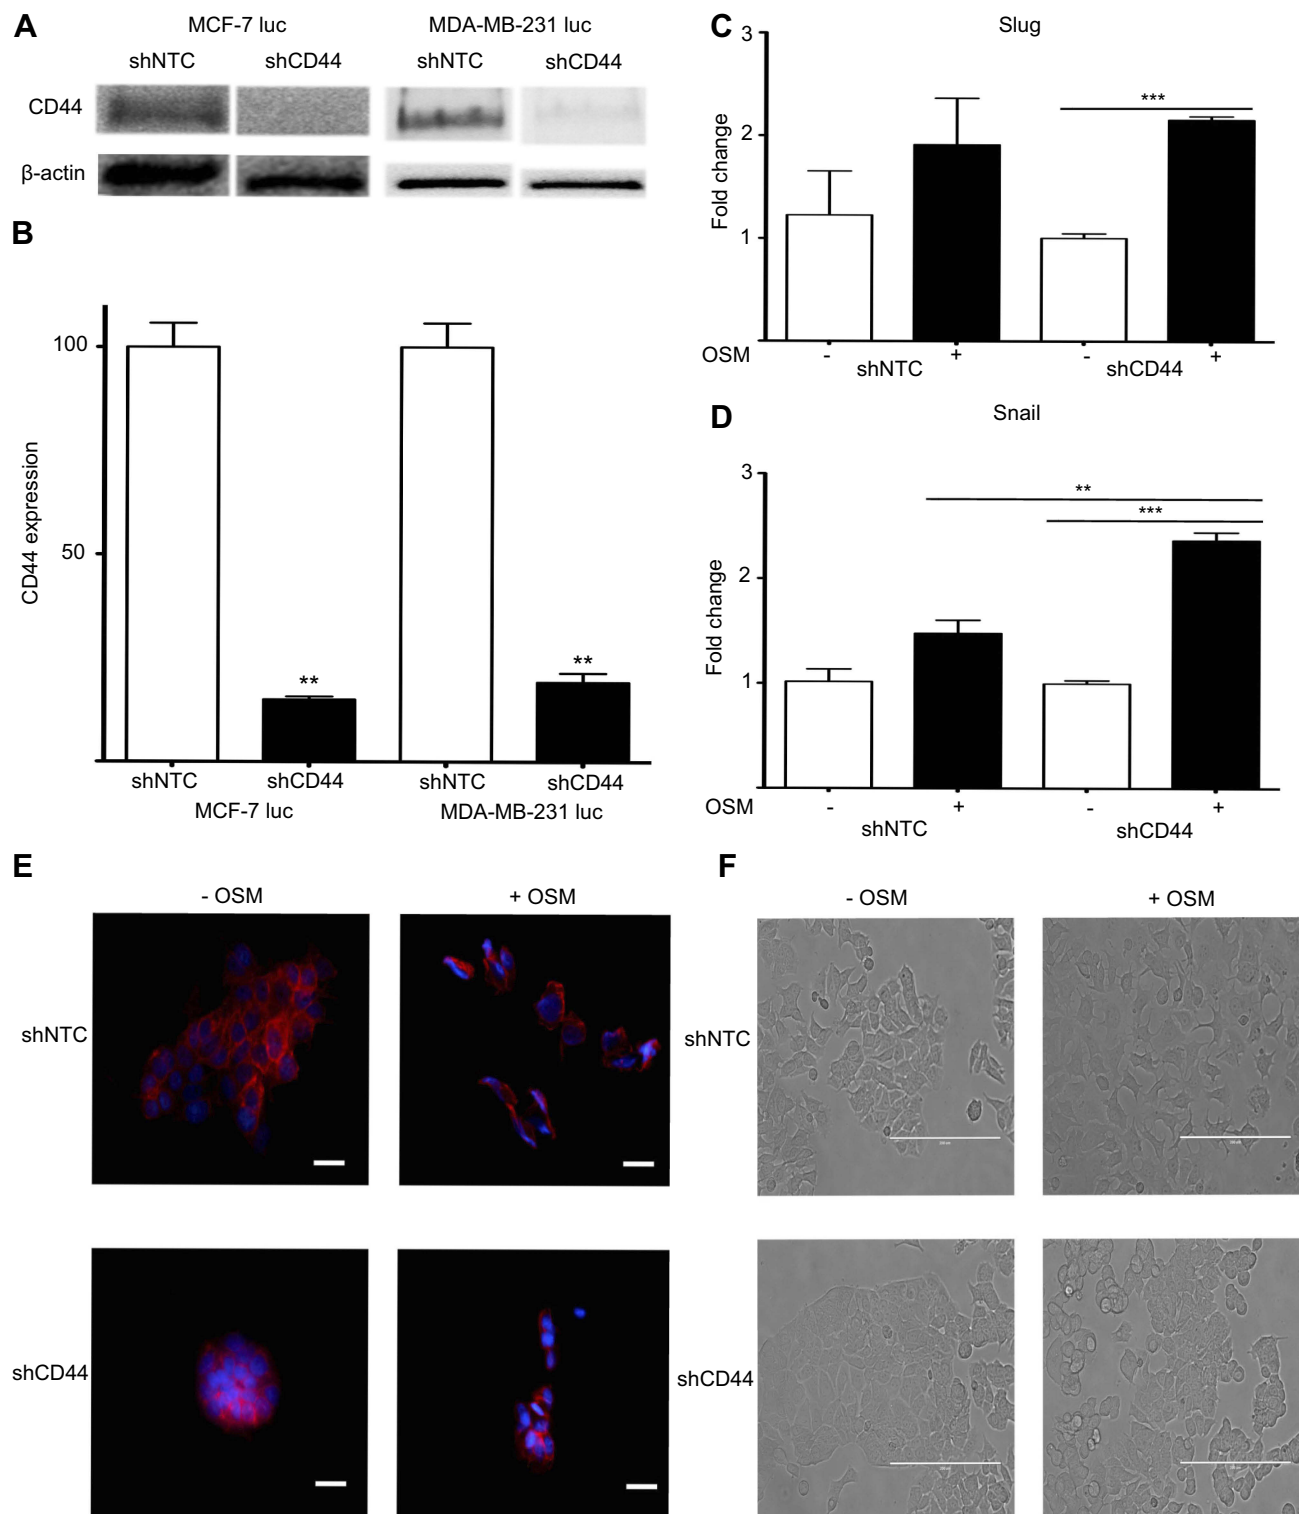 A
MCF-7 luc
MDA-MB-231 luc
shNTC
shCD44
shNTC
shCD44
CD44
β-actin
B
CD44 expression
100
50
**
**
shNTC
shCD44
shNTC
shCD44
MCF-7 luc
MDA-MB-231 luc
C
Slug
Fold change
3
2
1
***
OSM
-
+
-
+
shNTC
shCD44
D
Snail
Fold change
3
2
1
**
***
OSM
-
+
-
+
shNTC
shCD44
E
- OSM
+ OSM
shNTC
shCD44
F
- OSM
+ OSM
shNTC
shCD44